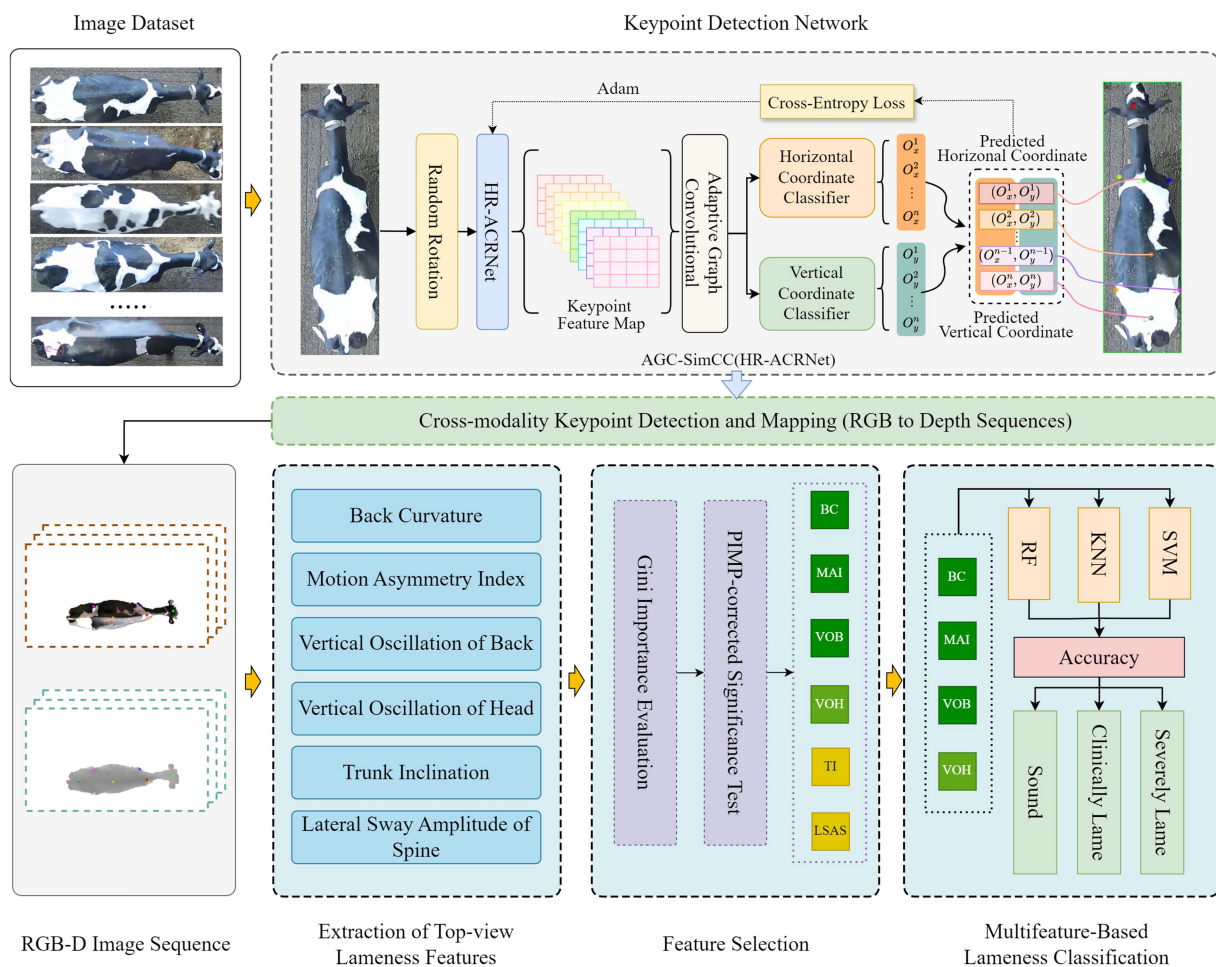 Image Dataset
Keypoint Detection Network
Adam
Cross-Entropy Loss
Random Rotation
HR-ACRNet
Keypoint
Feature Map
Adaptive Graph
Convolutional
Horizontal
Coordinate
Classifier
Vertical
Coordinate
Classifier
O_x^1
O_x^2
⋮
O_x^n
O_y^1
O_y^2
⋮
O_y^n
Predicted
Horizonal Coordinate
(O_x^1, O_y^1)
(O_x^2, O_y^2)
⋮
(O_x^{n-1}, O_y^{n-1})
(O_x^n, O_y^n)
Predicted
Vertical Coordinate
AGC-SimCC(HR-ACRNet)
Cross-modality Keypoint Detection and Mapping (RGB to Depth Sequences)
Back Curvature
Motion Asymmetry Index
Vertical Oscillation of Back
Vertical Oscillation of Head
Trunk Inclination
Lateral Sway Amplitude of
Spine
Gini Importance Evaluation
PIMP-corrected Significance Test
BC
MAI
VOB
VOH
TI
LSAS
BC
MAI
VOB
VOH
RF
KNN
SVM
Accuracy
Sound
Clinically Lame
Severely Lame
RGB-D Image Sequence
Extraction of Top-view
Lameness Features
Feature Selection
Multifeature-Based
Lameness Classification